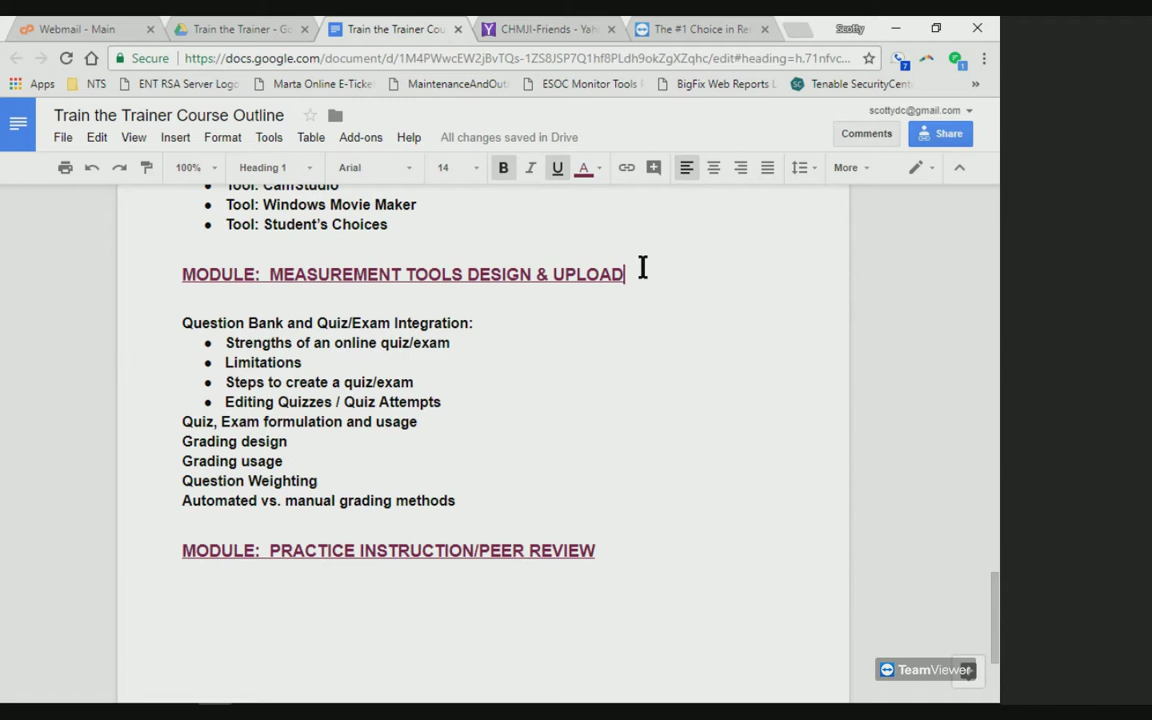 Webmail - Main
Train the Trainer - Go
Train the Trainer Cou
CHMJI-Friends - Yah
The #1 Choice in Re
Scotty
Secure
https://docs.google.com/document/d/1M4PWwcEW2jBvTQs-1ZS8JSP7Q1hf8PLdh9okZgXZqhc/edit#heading=h.71nfvc...
7
1
Apps
NTS
ENT RSA Server Logo
Marta Online E-Ticke
MaintenanceAndOut
ESOC Monitor Tools
BigFix Web Reports L
Tenable SecurityCent
»
Train the Trainer Course Outline
scottydc@gmail.com
File Edit View Insert Format Tools Table Add-ons Help All changes saved in Drive
Comments
Share
100% Heading 1 Arial 14 B I U A More
Tool: CamStudio
Tool: Windows Movie Maker
Tool: Student's Choices
MODULE: MEASUREMENT TOOLS DESIGN & UPLOAD
Question Bank and Quiz/Exam Integration:
Strengths of an online quiz/exam
Limitations
Steps to create a quiz/exam
Editing Quizzes / Quiz Attempts
Quiz, Exam formulation and usage
Grading design
Grading usage
Question Weighting
Automated vs. manual grading methods
MODULE: PRACTICE INSTRUCTION/PEER REVIEW
TeamViewer